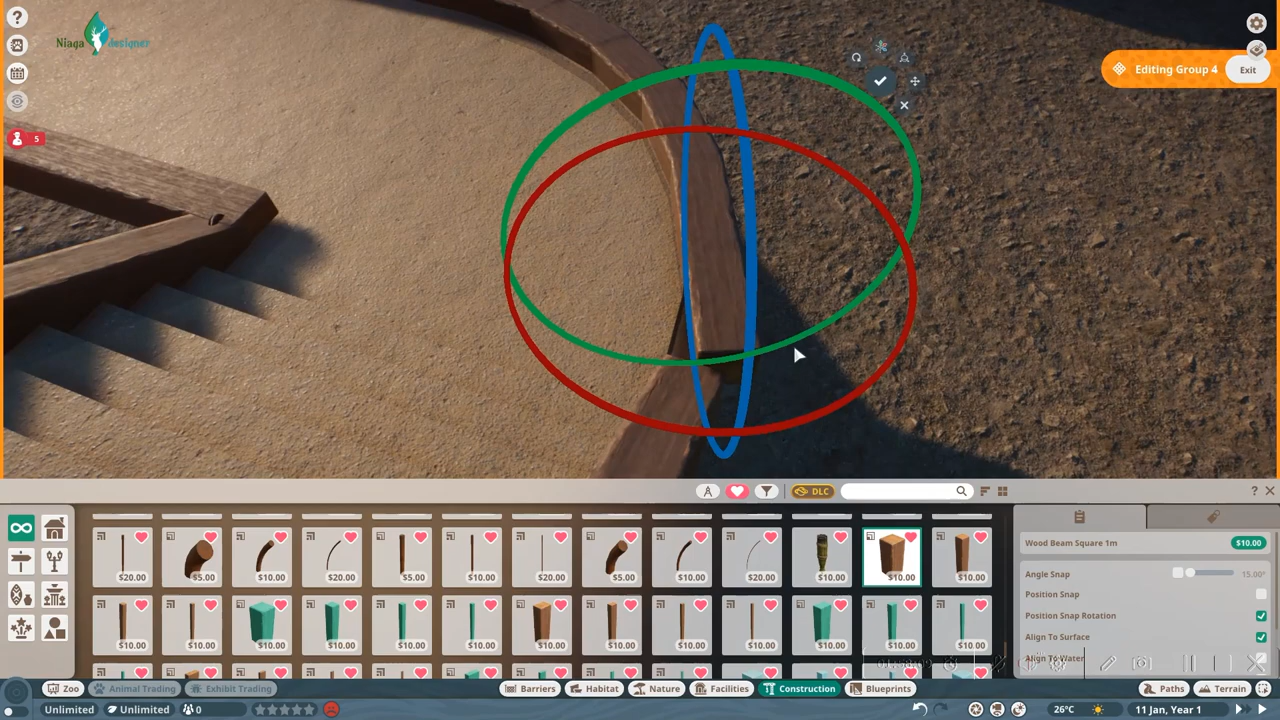 Niaga designer
Editing Group 4
Exit
5
DLC
$20.00 $5.00 $10.00 $20.00 $5.00 $10.00 $20.00 $5.00 $10.00 $20.00 $10.00 $10.00 $10.00
$10.00 $10.00 $10.00 $10.00 $10.00 $10.00 $10.00 $10.00 $10.00 $10.00 $10.00 $10.00 $10.00
Wood Beam Square 1m $10.00
Angle Snap 15.00°
Position Snap
Position Snap Rotation
Align To Surface
Align To Water
Zoo Animal Trading Exhibit Trading Barriers Habitat Nature Facilities Construction Blueprints Paths Terrain
Unlimited Unlimited 0 26°C 11 Jan, Year 1